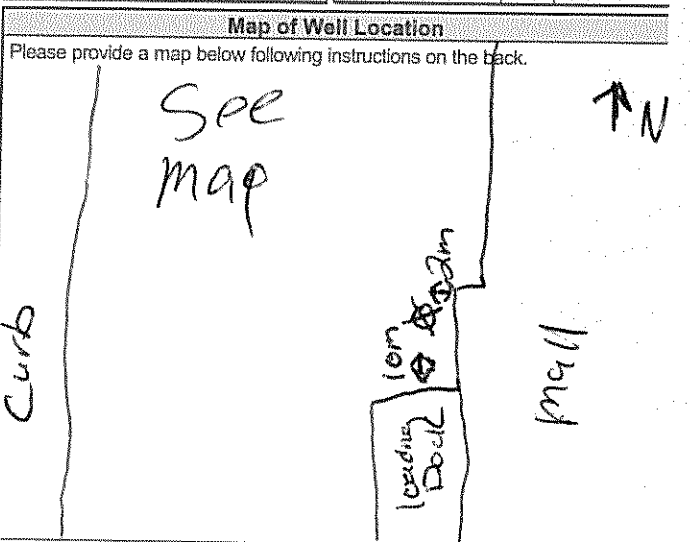 Map of Well Location
Please provide a map below following instructions on the back.
See
map
↑N
2m
10m
Curb
Mall
loading
Dock